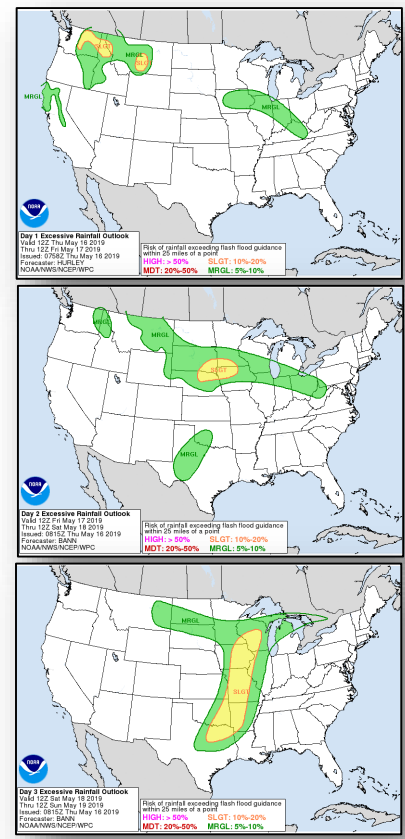 SLGT
MRGL
SLGT
MRGL
MRGL
NOAA
Day 1 Excessive Rainfall Outlook
Valid 12Z Thu May 16 2019
Thru 12Z Fri May 17 2019
Issued: 0758Z Thu May 16 2019
Forecaster: HURLEY
NOAA/NWS/NCEP/WPC
Risk of rainfall exceeding flash flood guidance
within 25 miles of a point
HIGH: > 50% SLGT: 10%-20%
MDT: 20%-50% MRGL: 5%-10%
MRGL
MRGL
SLGT
MRGL
NOAA
Day 2 Excessive Rainfall Outlook
Valid 12Z Fri May 17 2019
Thru 12Z Sat May 18 2019
Issued: 0815Z Thu May 16 2019
Forecaster: BANN
NOAA/NWS/NCEP/WPC
Risk of rainfall exceeding flash flood guidance
within 25 miles of a point
HIGH: > 50% SLGT: 10%-20%
MDT: 20%-50% MRGL: 5%-10%
MRGL
SLGT
NOAA
Day 3 Excessive Rainfall Outlook
Valid 12Z Sat May 18 2019
Thru 12Z Sun May 19 2019
Issued: 0815Z Thu May 16 2019
Forecaster: BANN
NOAA/NWS/NCEP/WPC
Risk of rainfall exceeding flash flood guidance
within 25 miles of a point
HIGH: > 50% SLGT: 10%-20%
MDT: 20%-50% MRGL: 5%-10%